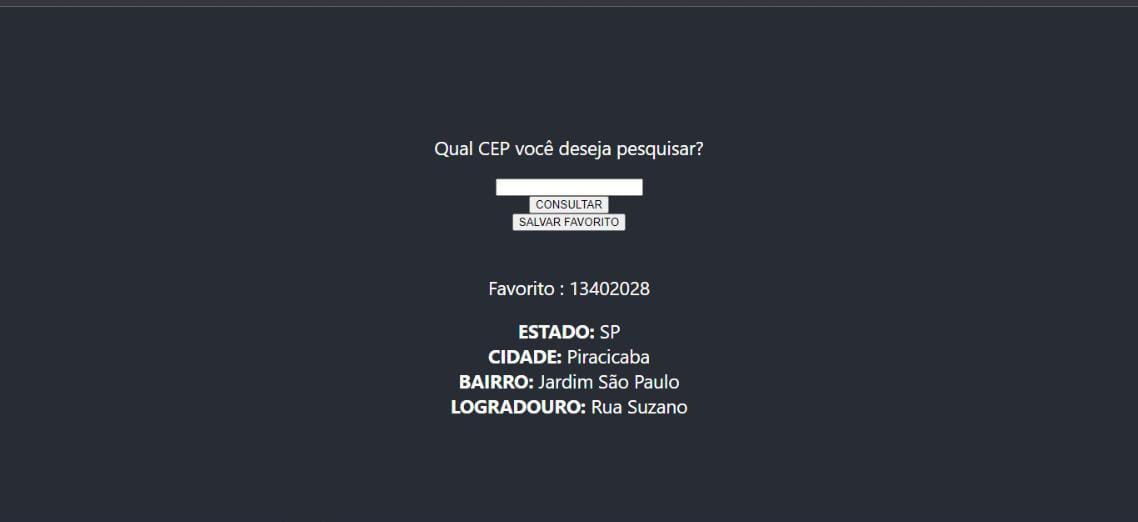 Qual CEP você deseja pesquisar?
CONSULTAR
SALVAR FAVORITO
Favorito : 13402028
ESTADO: SP
CIDADE: Piracicaba
BAIRRO: Jardim São Paulo
LOGRADOURO: Rua Suzano